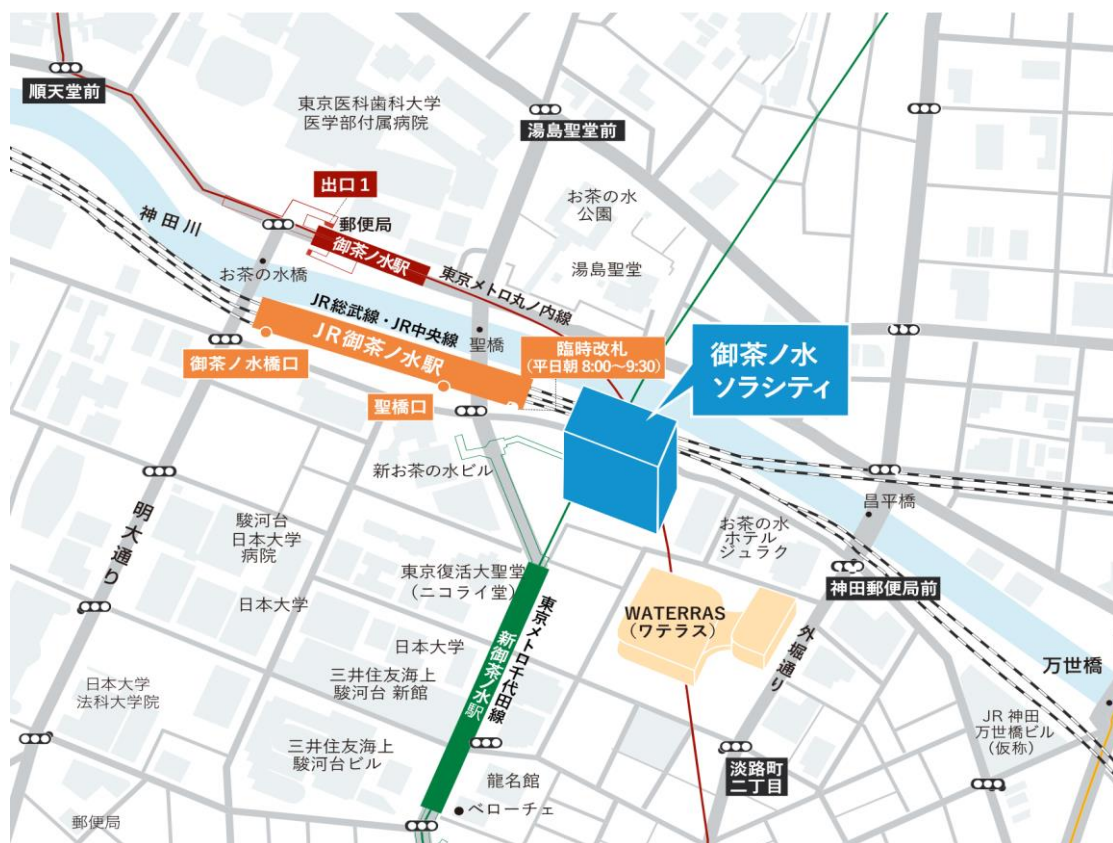 順天堂前
東京医科歯科大学
医学部付属病院
湯島聖堂前
出口1
郵便局
御茶ノ水駅
お茶の水
公園
湯島聖堂
神田川
お茶の水橋
東京メトロ丸ノ内線
JR総武線・JR中央線
JR御茶ノ水駅
聖橋
臨時改札
(平日朝 8:00〜9:30)
御茶ノ水
ソラシティ
御茶ノ水橋口
聖橋口
新お茶の水ビル
明大通り
駿河台
日本大学
病院
お茶の水
ホテル
ジュラク
昌平橋
東京復活大聖堂
(ニコライ堂)
神田郵便局前
日本大学
WATERRAS
(ワテラス)
外堀通り
東京メトロ千代田線
新御茶ノ水駅
日本大学
三井住友海上
駿河台 新館
万世橋
日本大学
法科大学院
JR 神田
万世橋ビル
(仮称)
三井住友海上
駿河台ビル
淡路町
二丁目
龍名館
ベローチェ
郵便局